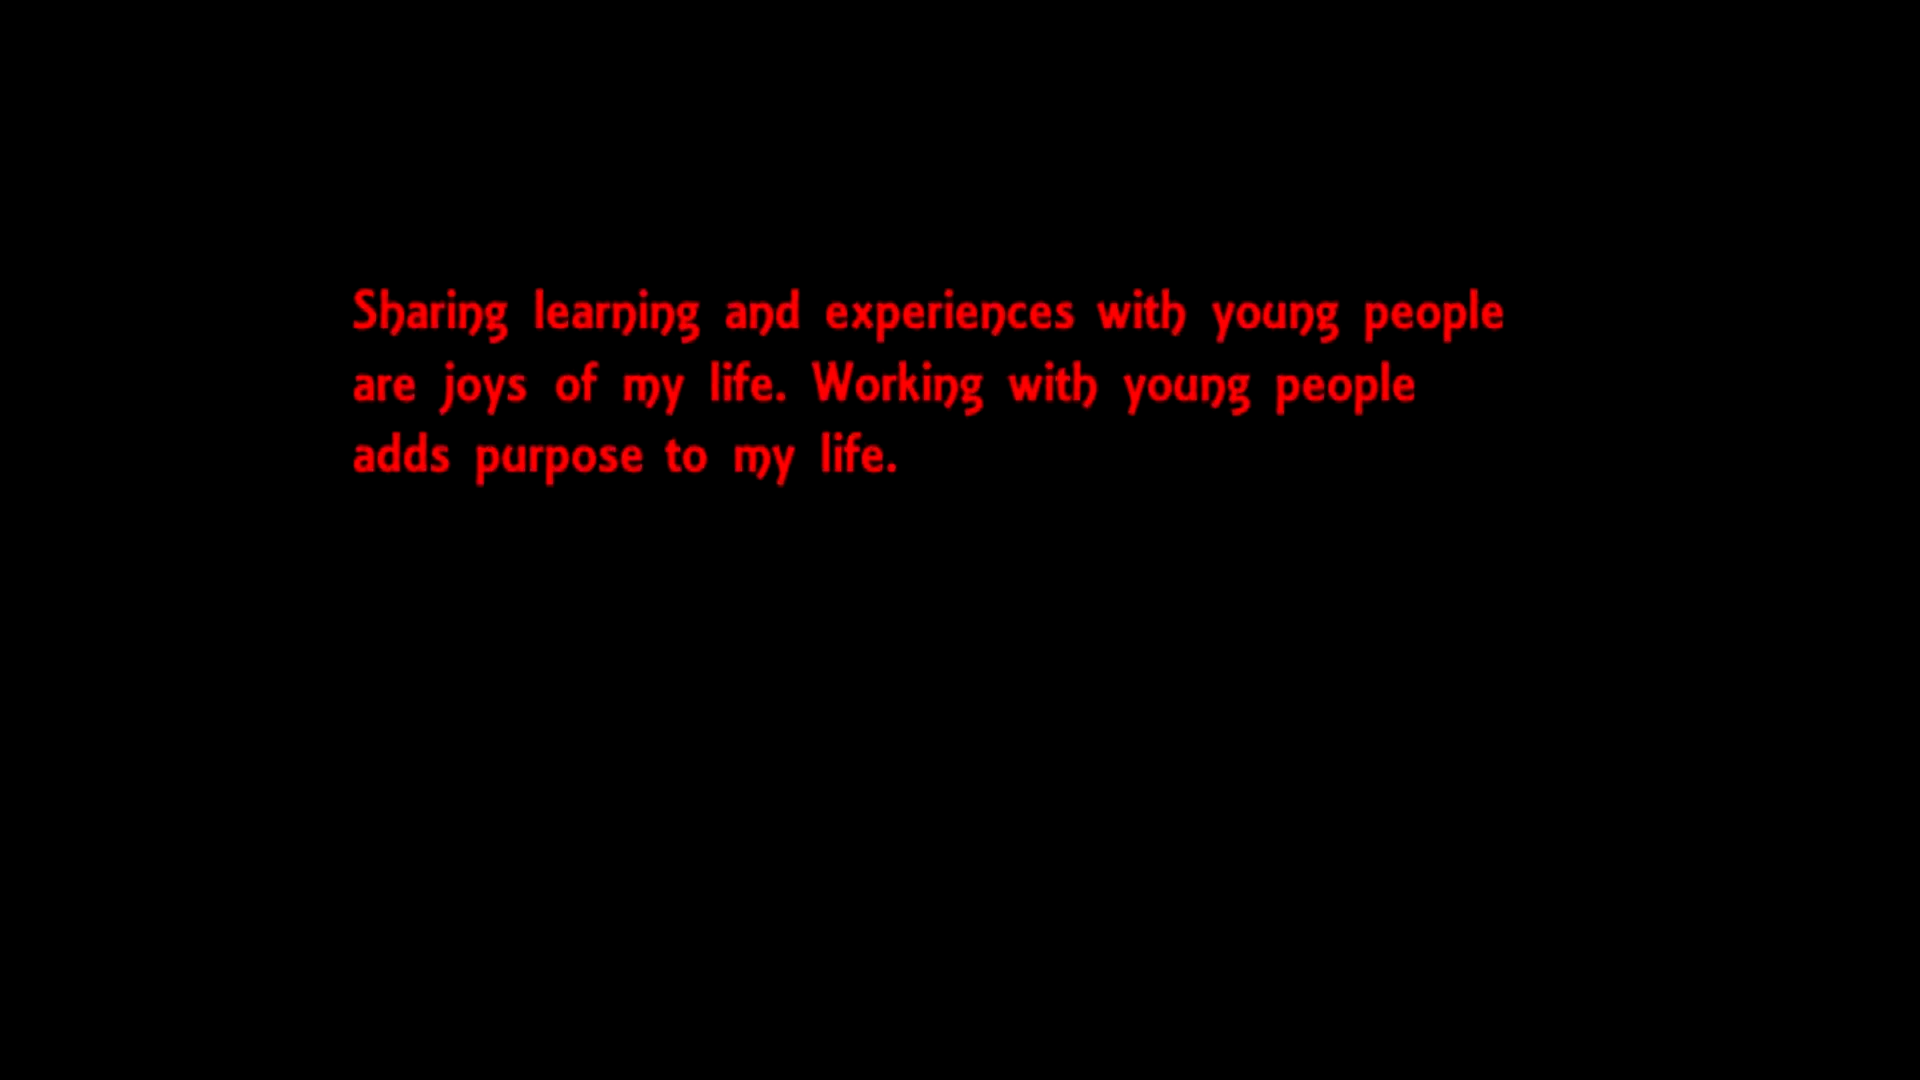 Sharing learning and experiences with young people
are joys of my life. Working with young people
adds purpose to my life.